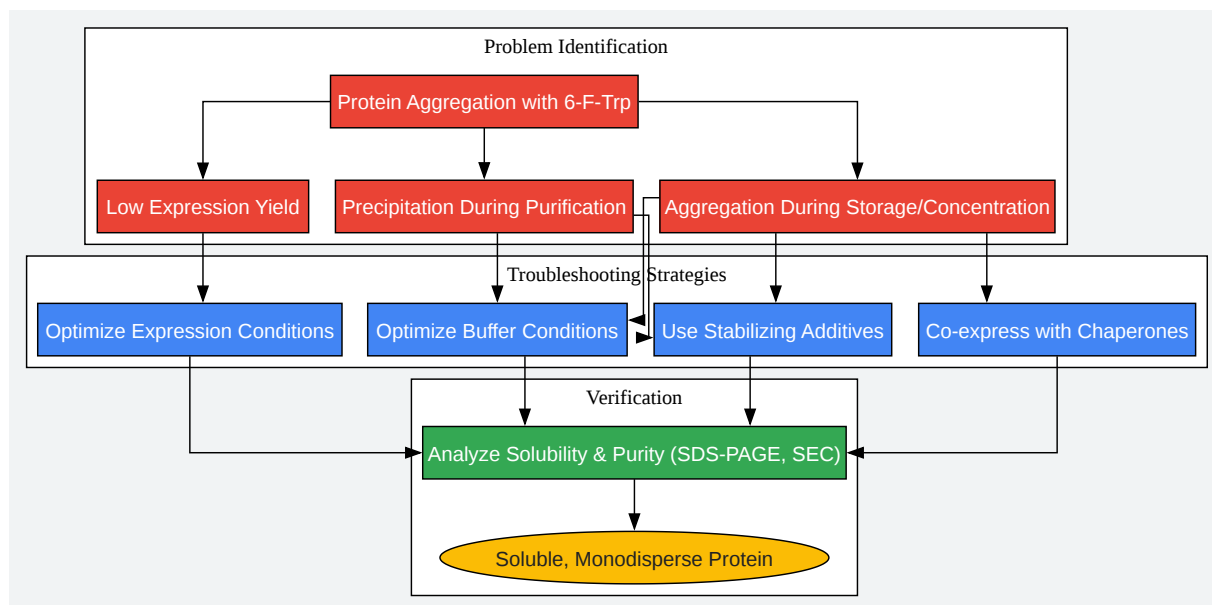 Problem Identification
Protein Aggregation with 6-F-Trp
Low Expression Yield
Precipitation During Purification
Aggregation During Storage/Concentration
Troubleshooting Strategies
Optimize Expression Conditions
Optimize Buffer Conditions
Use Stabilizing Additives
Co-express with Chaperones
Verification
Analyze Solubility & Purity (SDS-PAGE, SEC)
Soluble, Monodisperse Protein